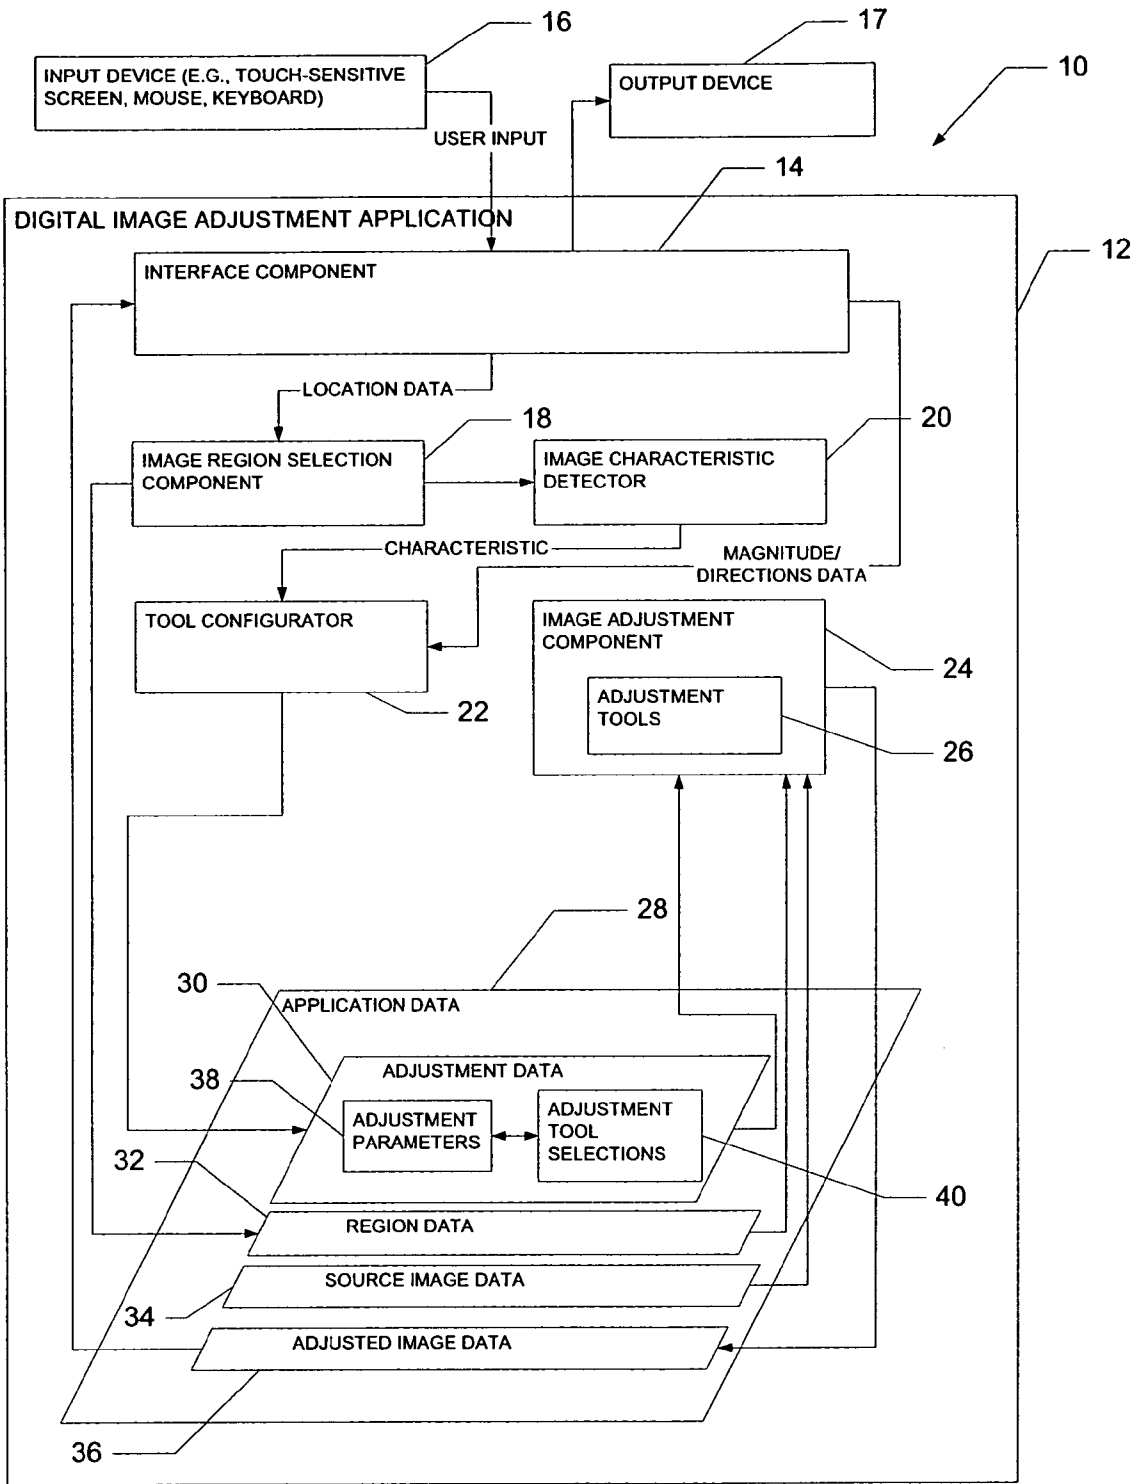 16
17
INPUT DEVICE (E.G., TOUCH-SENSITIVE
SCREEN, MOUSE, KEYBOARD)
OUTPUT DEVICE
10
USER INPUT
14
DIGITAL IMAGE ADJUSTMENT APPLICATION
12
INTERFACE COMPONENT
LOCATION DATA
18
20
IMAGE REGION SELECTION
COMPONENT
IMAGE CHARACTERISTIC
DETECTOR
CHARACTERISTIC
MAGNITUDE/
DIRECTIONS DATA
TOOL CONFIGURATOR
IMAGE ADJUSTMENT
COMPONENT
24
22
ADJUSTMENT
TOOLS
26
28
30
APPLICATION DATA
ADJUSTMENT DATA
38
ADJUSTMENT
PARAMETERS
ADJUSTMENT
TOOL
SELECTIONS
32
40
REGION DATA
SOURCE IMAGE DATA
34
ADJUSTED IMAGE DATA
36